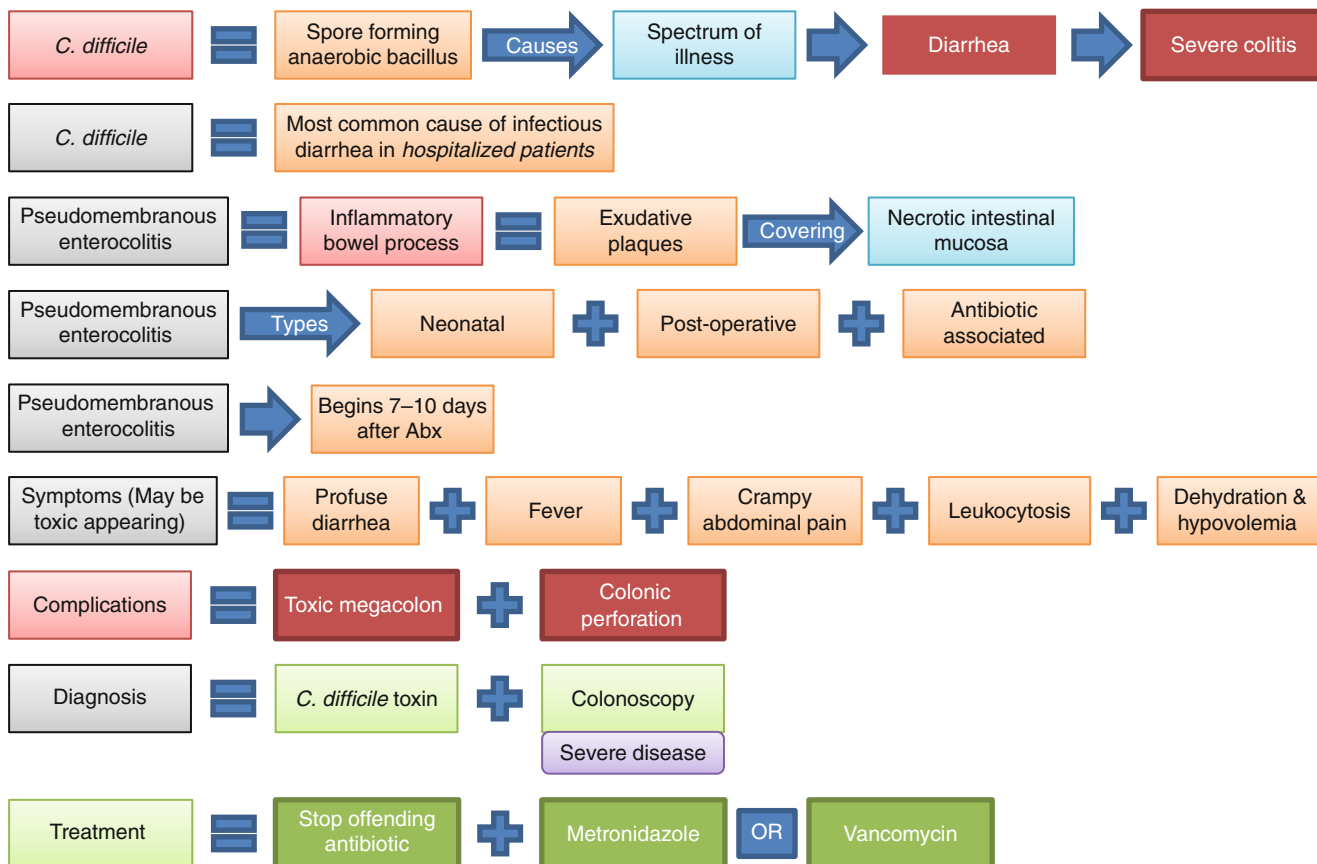 C. difficile
Spore forming
anaerobic bacillus
Causes
Spectrum of
illness
Diarrhea
Severe colitis
C. difficile
Most common cause of infectious
diarrhea in hospitalized patients
Pseudomembranous
enterocolitis
Inflammatory
bowel process
Exudative
plaques
Covering
Necrotic intestinal
mucosa
Pseudomembranous
enterocolitis
Types
Neonatal
Post-operative
Antibiotic
associated
Pseudomembranous
enterocolitis
Begins 7–10 days
after Abx
Symptoms (May be
toxic appearing)
Profuse
diarrhea
Fever
Crampy
abdominal pain
Leukocytosis
Dehydration &
hypovolemia
Complications
Toxic megacolon
Colonic
perforation
Diagnosis
C. difficile toxin
Colonoscopy
Severe disease
Treatment
Stop offending
antibiotic
Metronidazole
OR
Vancomycin